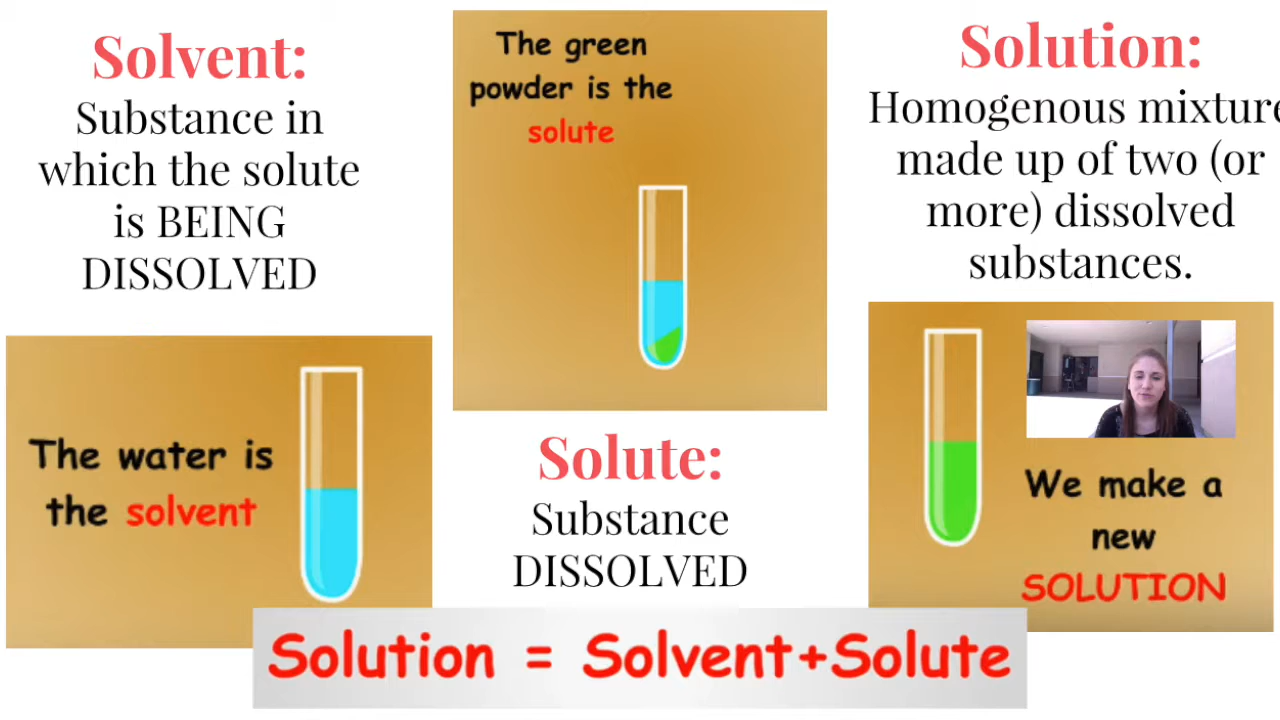 Solvent:
Substance in
which the solute
is BEING
DISSOLVED
The water is
the solvent
The green
powder is the
solute
Solute:
Substance
DISSOLVED
Solution:
Homogenous mixture
made up of two (or
more) dissolved
substances.
We make a
new
SOLUTION
Solution = Solvent+Solute